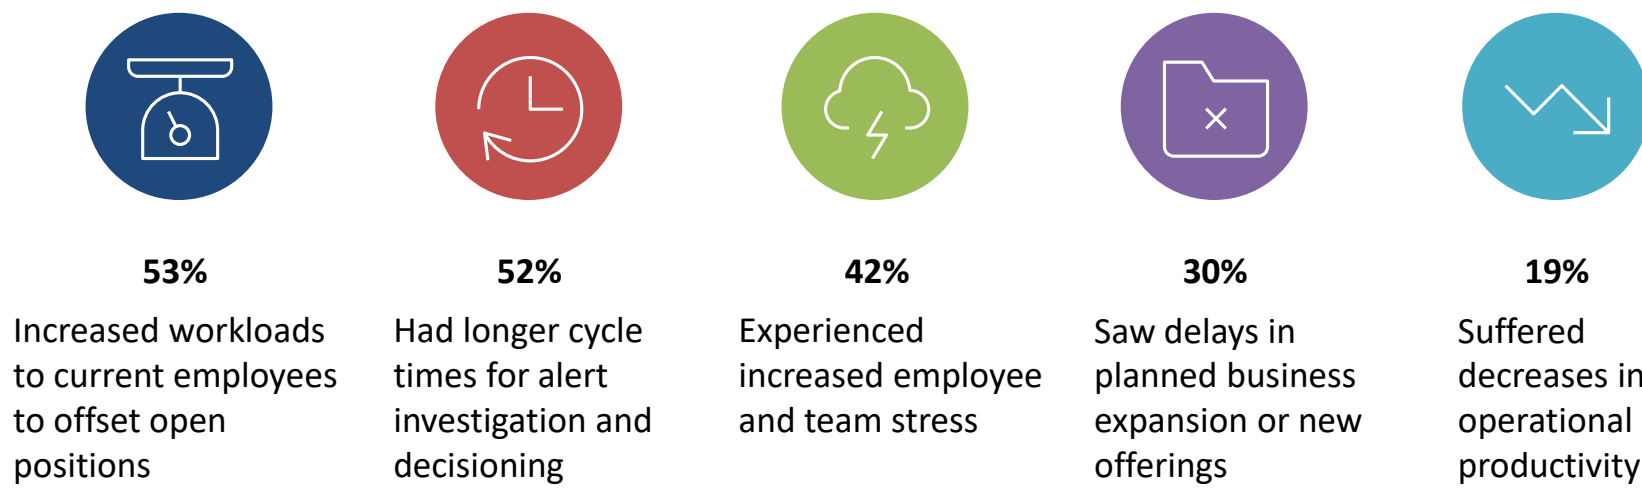 53%
Increased workloads
to current employees
to offset open
positions
52%
Had longer cycle
times for alert
investigation and
decisioning
42%
Experienced
increased employee
and team stress
30%
Saw delays in
planned business
expansion or new
offerings
19%
Suffered
decreases in
operational
productivity